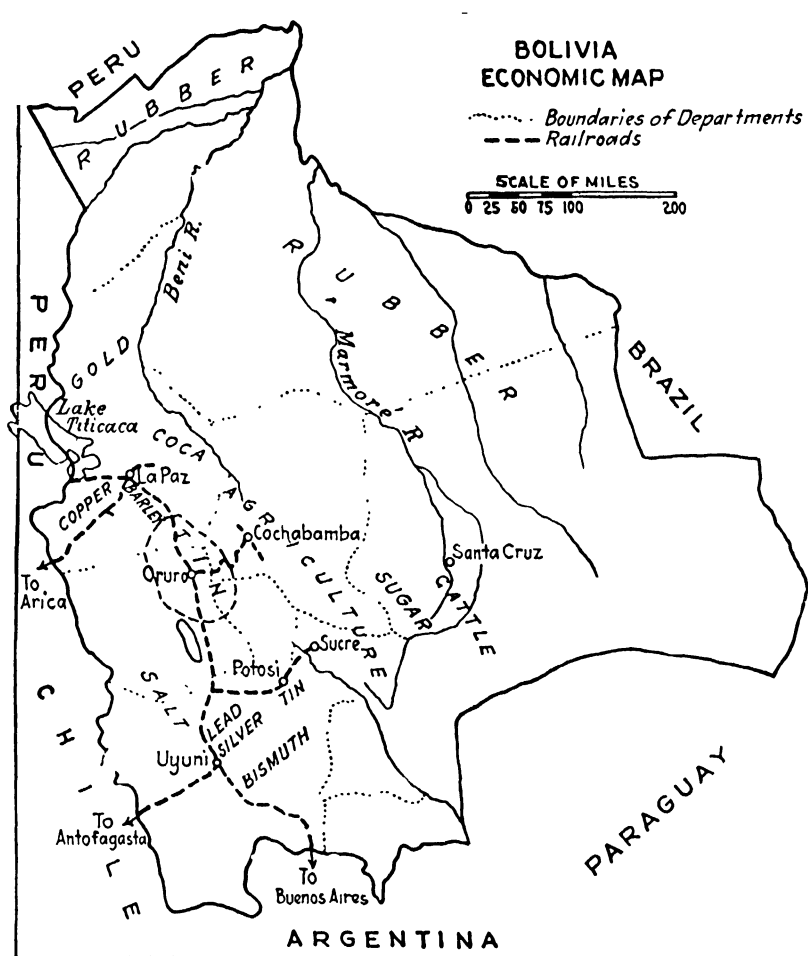 BOLIVIA
ECONOMIC MAP
Boundaries of Departments
Railroads
SCALE OF MILES
0 25 50 75 100 200
PERU
RUBBER
Beni R.
RUBBER
PERU
GOLD
Marmoré R
BRAZIL
Lake
Titicaca
COCA
La Paz
COPPER
BARLEY
AGRICULTURE
TIN
Cochabamba
Santa Cruz
To
Arica
Oruro
SUGAR
CATTLE
Sucre
Potosi
TIN
SALT
LEAD
SILVER
BISMUTH
Uyuni
CHILE
To
Antofagasta
PARAGUAY
To
Buenos Aires
ARGENTINA